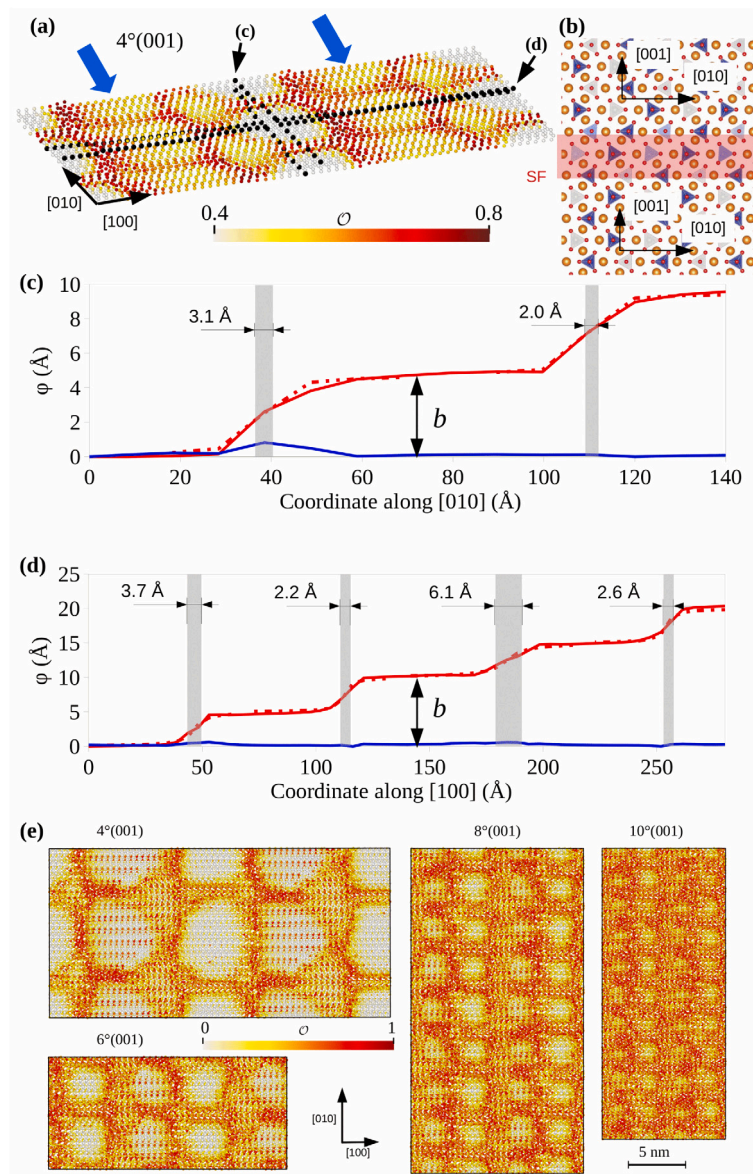 (a)
4°(001)
(c)
(d)
[010]
[100]
0.4
𝒪
0.8
(b)
[001]
[010]
SF
[001]
[010]
(c)
10
8
6
4
2
0
φ (Å)
3.1 Å
2.0 Å
b
0 20 40 60 80 100 120 140
Coordinate along [010] (Å)
(d)
25
20
15
10
5
0
φ (Å)
3.7 Å
2.2 Å
6.1 Å
2.6 Å
b
0 50 100 150 200 250
Coordinate along [100] (Å)
(e)
4°(001)
8°(001)
10°(001)
0
𝒪
1
6°(001)
[010]
[100]
5 nm